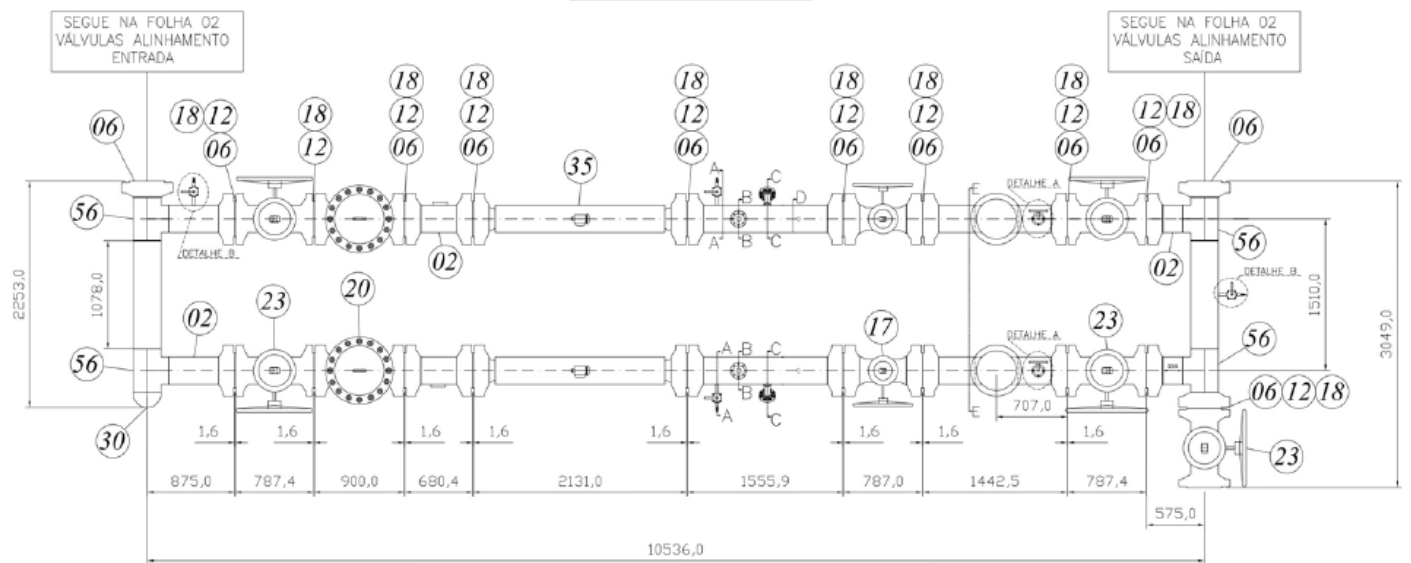 SEGUE NA FOLHA 02
VÁLVULAS ALINHAMENTO
ENTRADA
SEGUE NA FOLHA 02
VÁLVULAS ALINHAMENTO
SAÍDA
18 18 18 18 18 18
06 18 12 18 12 12 12 12 12 12 12 18 06
06 12 06 06 06 06 06 06 06
35
A C
B D
E
DETALHE A
56
DETALHE B
A B C
02
02
56
DETALHE B
2253,0
1078,0
1510,0
3049,0
02 23 20 17 23
DETALHE A
A B C
56
56
200
B
A C
E
06 12 18
707,0
30
23
1,6 1,6 1,6 1,6 1,6 1,6 1,6 1,6
875,0 787,4 900,0 680,4 2131,0 1555,9 787,0 1442,5 787,4
575,0
10536,0